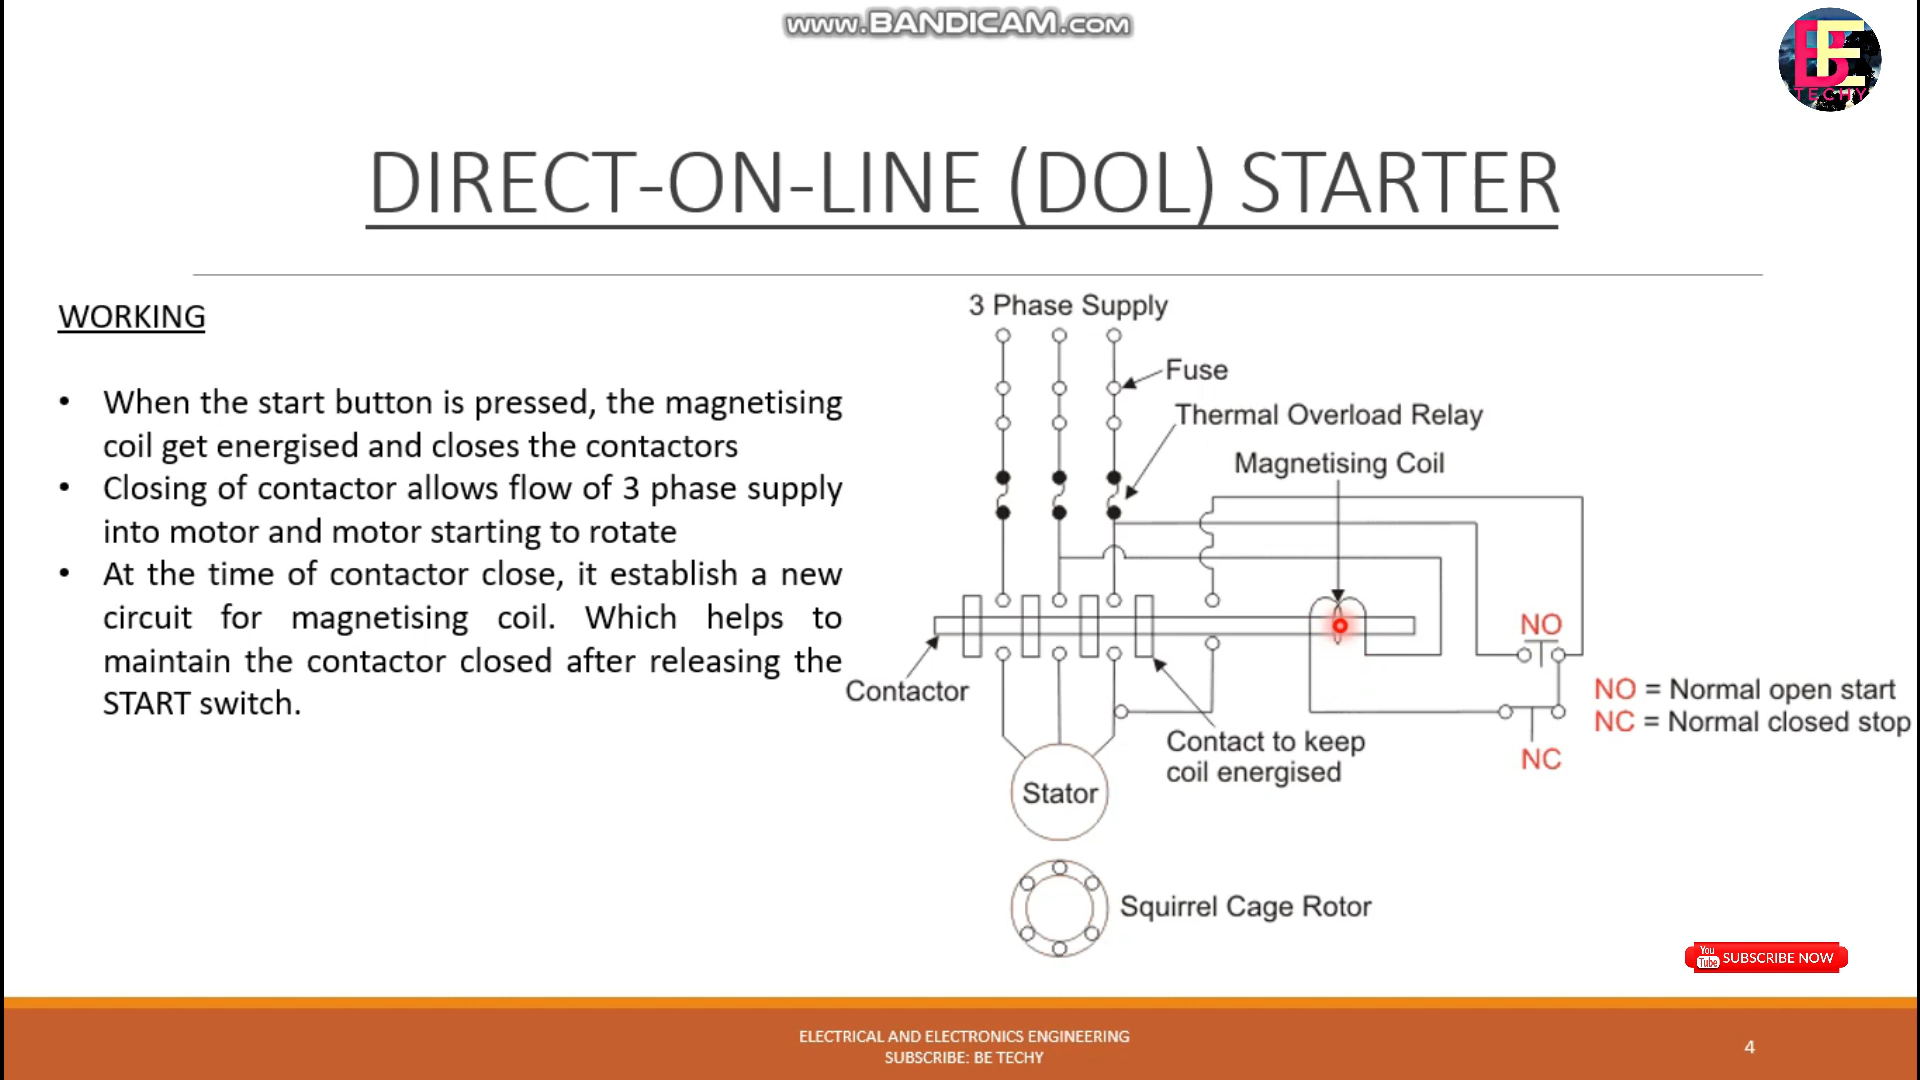 www.BANDICAM.com
BE
TECHY
DIRECT-ON-LINE (DOL) STARTER
WORKING
• When the start button is pressed, the magnetising
coil get energised and closes the contactors
• Closing of contactor allows flow of 3 phase supply
into motor and motor starting to rotate
• At the time of contactor close, it establish a new
circuit for magnetising coil. Which helps to
maintain the contactor closed after releasing the
START switch.
3 Phase Supply
Fuse
Thermal Overload Relay
Magnetising Coil
NO
Contactor
NO = Normal open start
NC = Normal closed stop
Contact to keep
coil energised
NC
Stator
Squirrel Cage Rotor
You
Tube
SUBSCRIBE NOW
ELECTRICAL AND ELECTRONICS ENGINEERING
SUBSCRIBE: BE TECHY
4